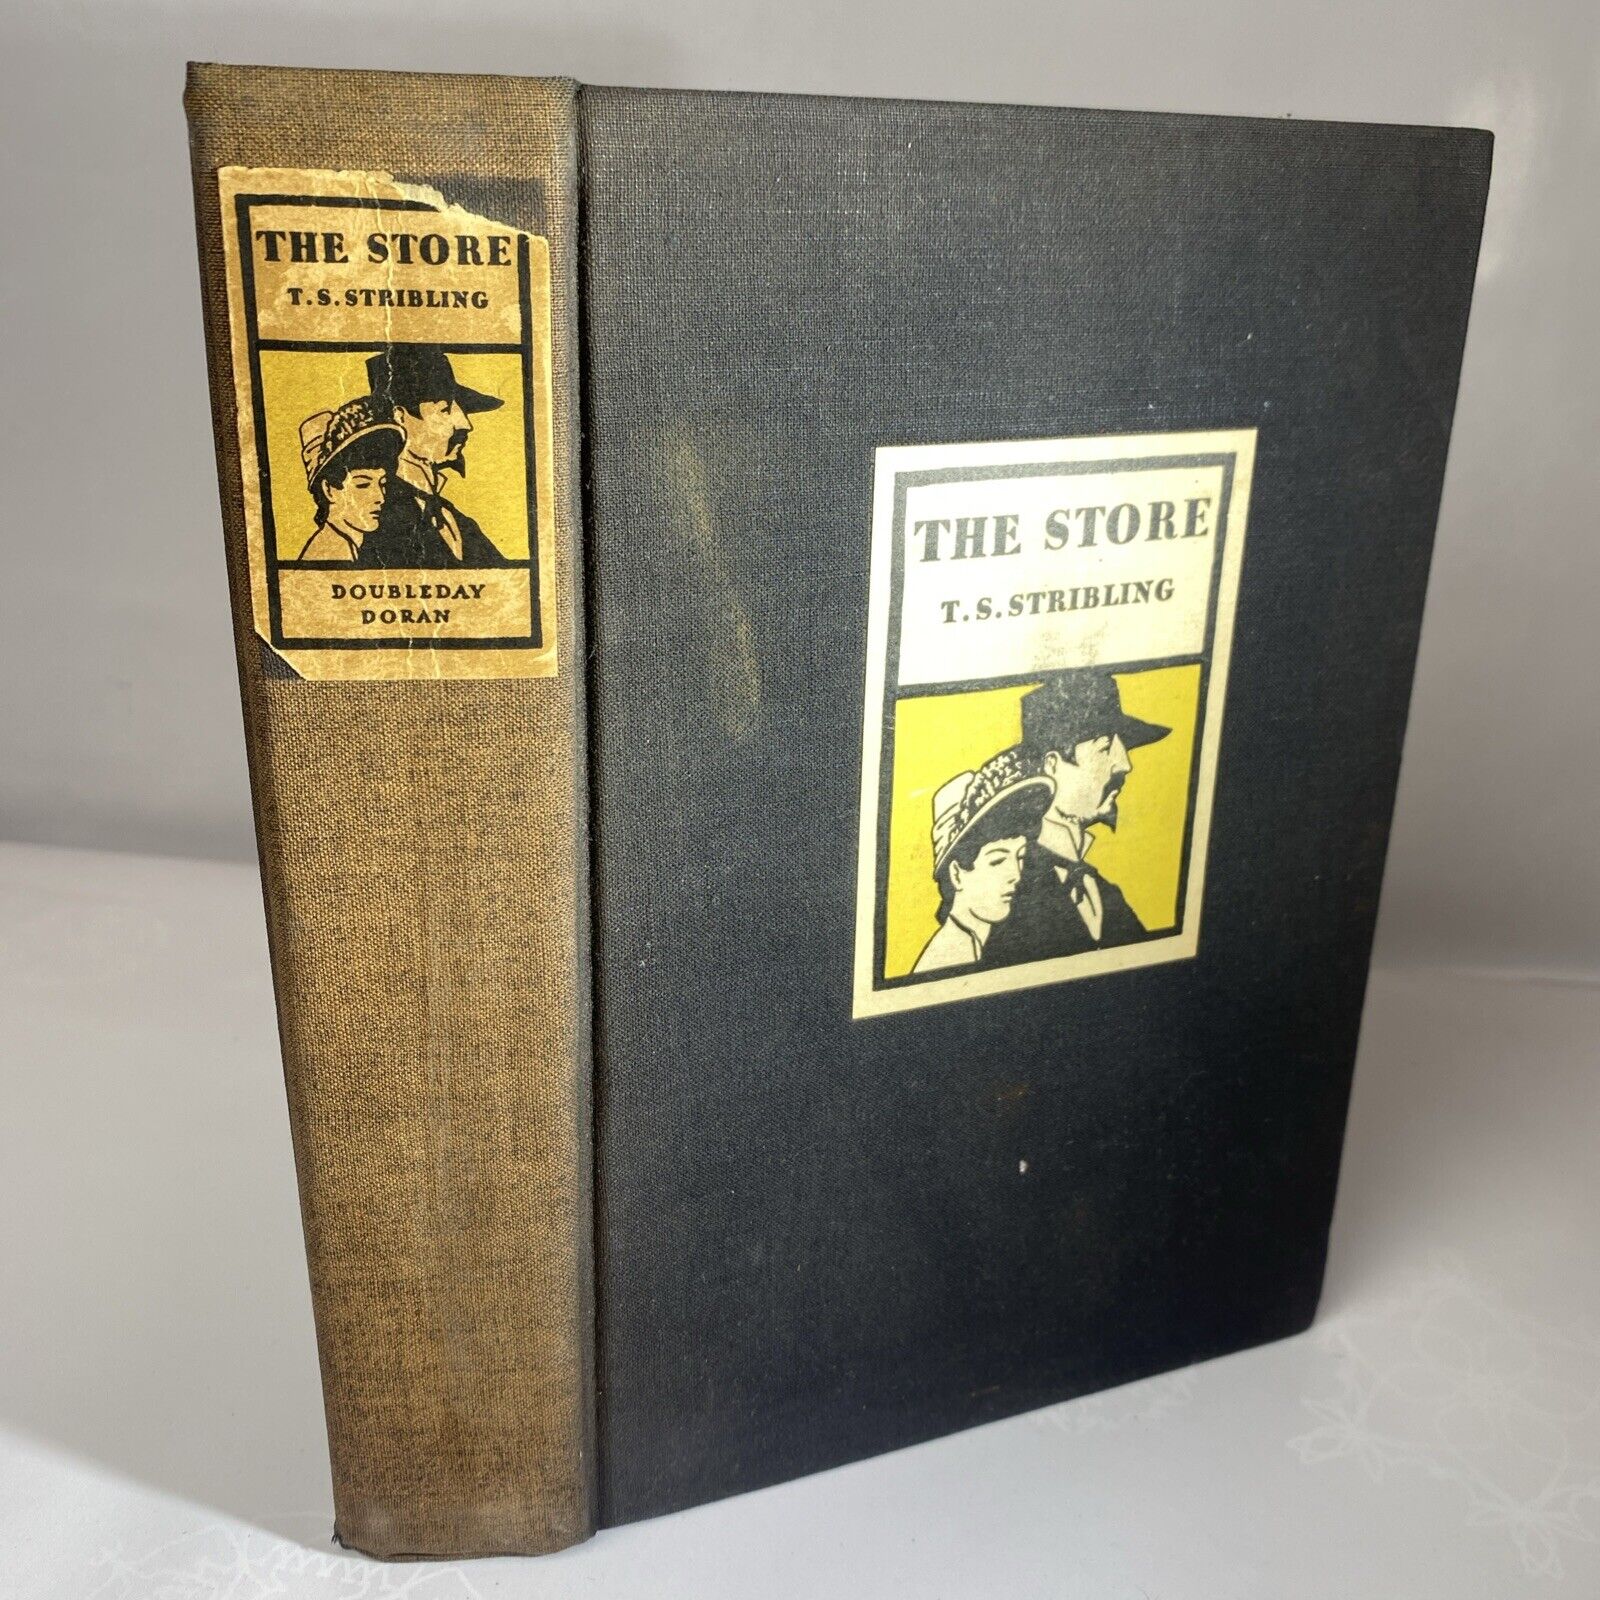 THE STORE
T. S. STRIBLING
DOUBLEDAY
DORAN
THE STORE
T. S. STRIBLING